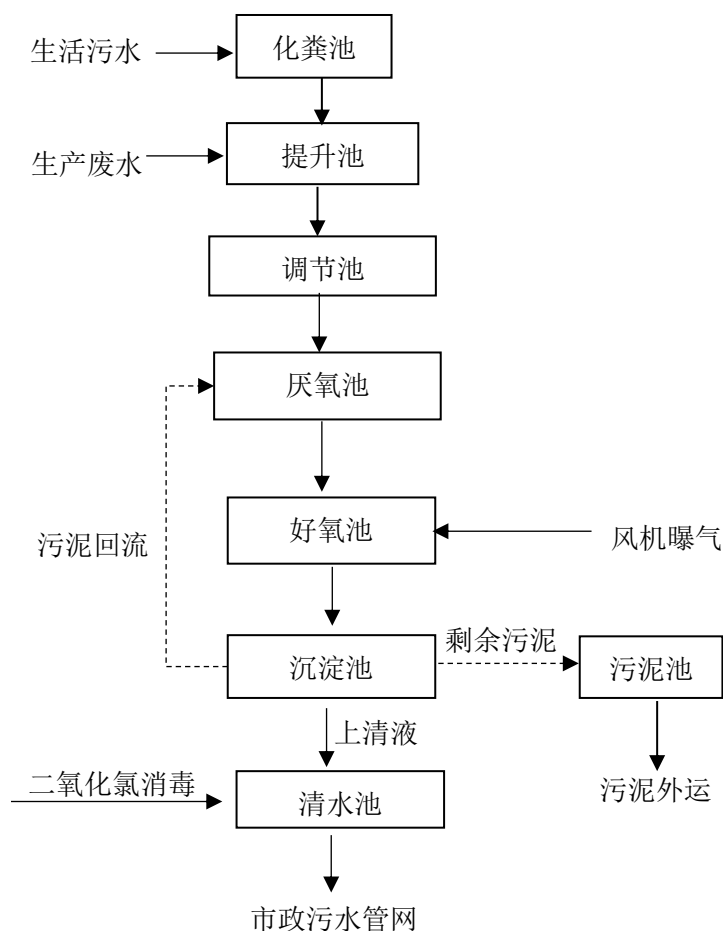 生活污水
化粪池
生产废水
提升池
调节池
厌氧池
好氧池
风机曝气
污泥回流
沉淀池
剩余污泥
污泥池
上清液
污泥外运
二氧化氯消毒
清水池
市政污水管网